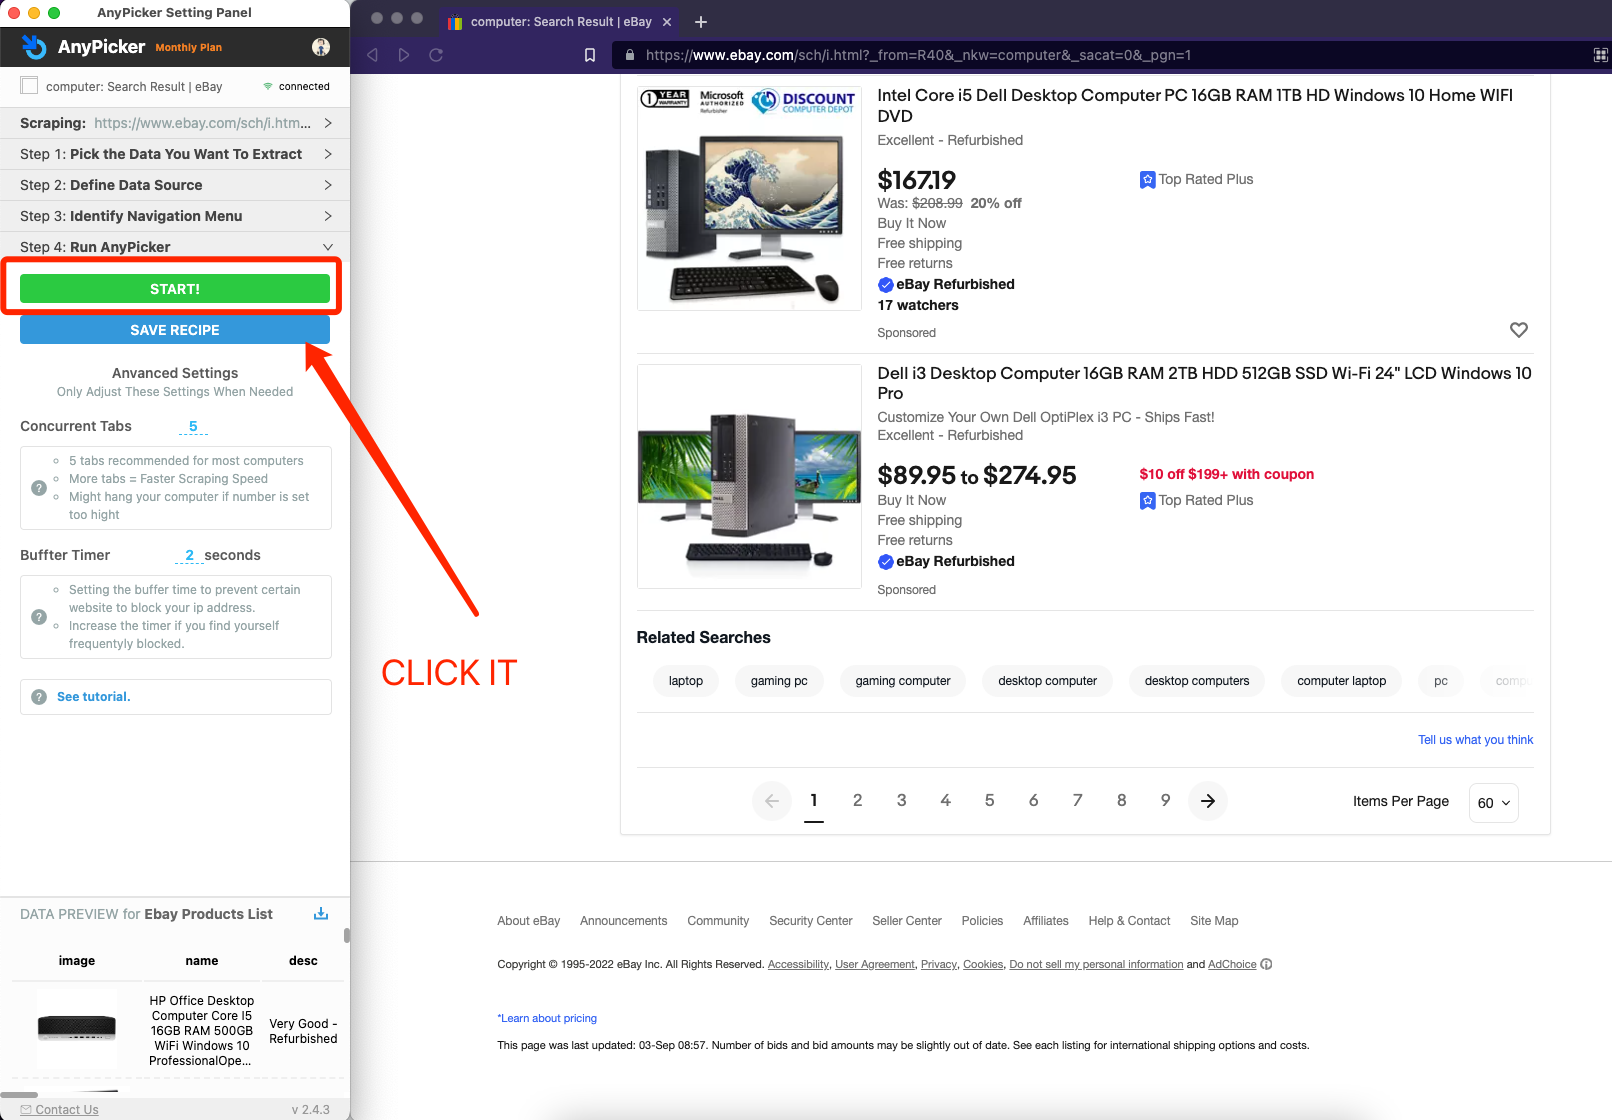 AnyPicker Setting Panel
AnyPicker Monthly Plan
computer: Search Result | eBay
connected
Scraping: https://www.ebay.com/sch/i.htm...
Step 1: Pick the Data You Want To Extract
Step 2: Define Data Source
Step 3: Identify Navigation Menu
Step 4: Run AnyPicker
START!
SAVE RECIPE
Anvanced Settings
Only Adjust These Settings When Needed
Concurrent Tabs 5
5 tabs recommended for most computers
More tabs = Faster Scraping Speed
Might hang your computer if number is set
too hight
Buffter Timer 2 seconds
Setting the buffer time to prevent certain
website to block your ip address.
Increase the timer if you find yourself
frequentyly blocked.
See tutorial.
CLICK IT
DATA PREVIEW for Ebay Products List
image name desc
HP Office Desktop
Computer Core I5
16GB RAM 500GB
WiFi Windows 10
ProfessionalOpe...
Very Good -
Refurbished
Contact Us
v 2.4.3
computer: Search Result | eBay
https://www.ebay.com/sch/i.html?_from=R40&_nkw=computer&_sacat=0&_pgn=1
1 YEAR
WARRANTY
Microsoft
AUTHORIZED
Refurbisher
DISCOUNT
COMPUTER DEPOT
Intel Core i5 Dell Desktop Computer PC 16GB RAM 1TB HD Windows 10 Home WIFI
DVD
Excellent - Refurbished
$167.19
Top Rated Plus
Was: $208.99 20% off
Buy It Now
Free shipping
Free returns
eBay Refurbished
17 watchers
Sponsored
Dell i3 Desktop Computer 16GB RAM 2TB HDD 512GB SSD Wi-Fi 24" LCD Windows 10
Pro
Customize Your Own Dell OptiPlex i3 PC - Ships Fast!
Excellent - Refurbished
$89.95 to $274.95
$10 off $199+ with coupon
Buy It Now
Top Rated Plus
Free shipping
Free returns
eBay Refurbished
Sponsored
Related Searches
laptop gaming pc gaming computer desktop computer desktop computers computer laptop pc
Tell us what you think
1 2 3 4 5 6 7 8 9
Items Per Page 60
About eBay Announcements Community Security Center Seller Center Policies Affiliates Help & Contact Site Map
Copyright © 1995-2022 eBay Inc. All Rights Reserved. Accessibility, User Agreement, Privacy, Cookies, Do not sell my personal information and AdChoice
*Learn about pricing
This page was last updated: 03-Sep 08:57. Number of bids and bid amounts may be slightly out of date. See each listing for international shipping options and costs.